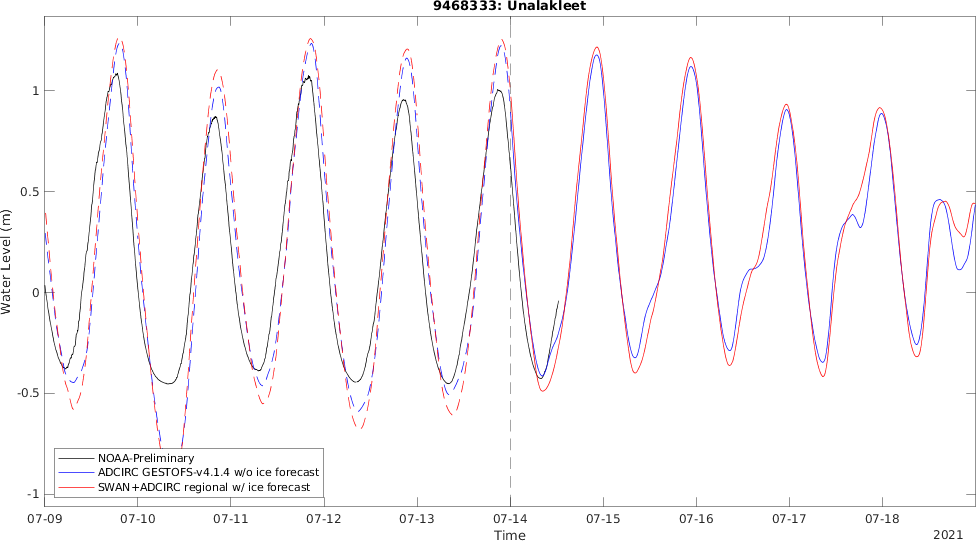 9468333: Unalakleet
Water Level (m)
1
0.5
0
-0.5
-1
NOAA-Preliminary
ADCIRC GESTOFS-v4.1.4 w/o ice forecast
SWAN+ADCIRC regional w/ ice forecast
07-09 07-10 07-11 07-12 07-13 07-14 07-15 07-16 07-17 07-18
Time
2021